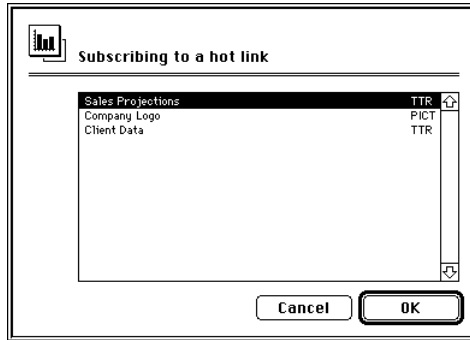 Subscribing to a hot link
Sales Projections TTR
Company Logo PICT
Client Data TTR
Cancel OK